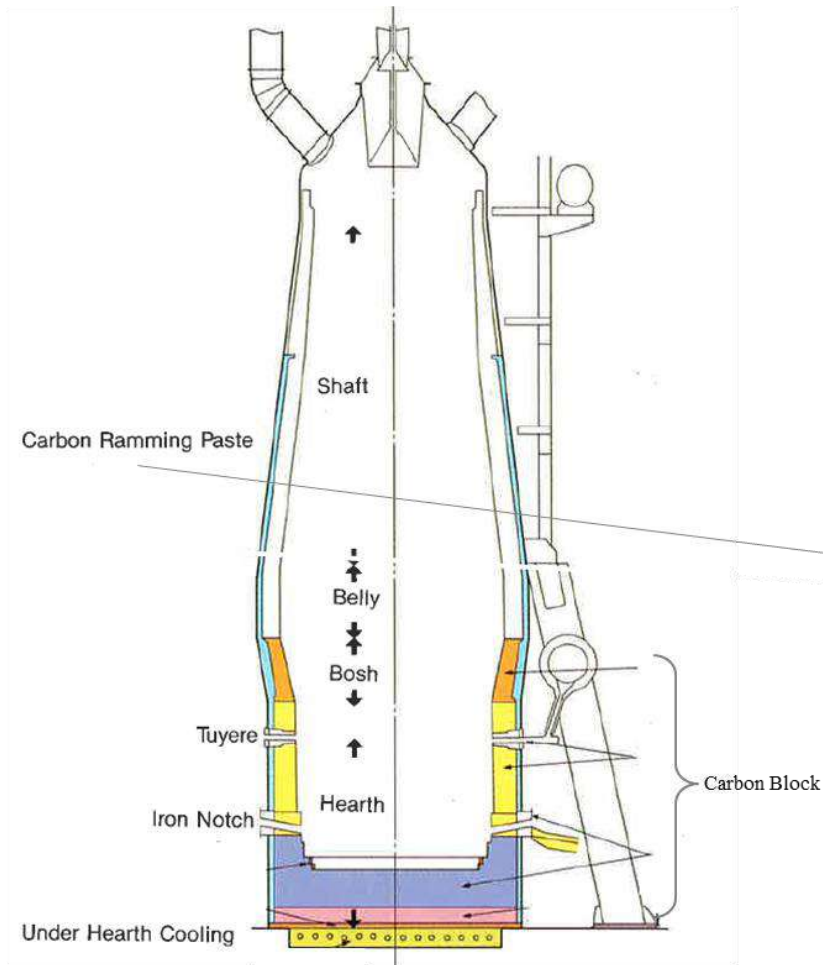 Shaft
Carbon Ramming Paste
Belly
Bosh
Tuyere
Carbon Block
Hearth
Iron Notch
Under Hearth Cooling